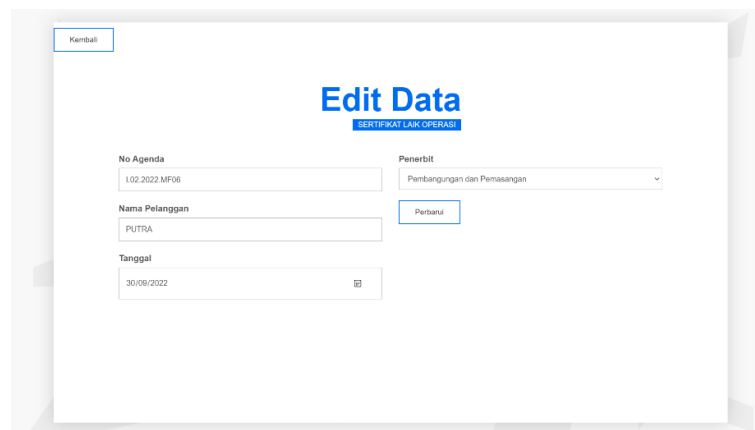 Kembali
Edit Data
SERTIFIKAT LAIK OPERASI
No Agenda
I.02.2022.MF06
Nama Pelanggan
PUTRA
Tanggal
30/09/2022
Penerbit
Pembangungan dan Pemasangan
Perbarui